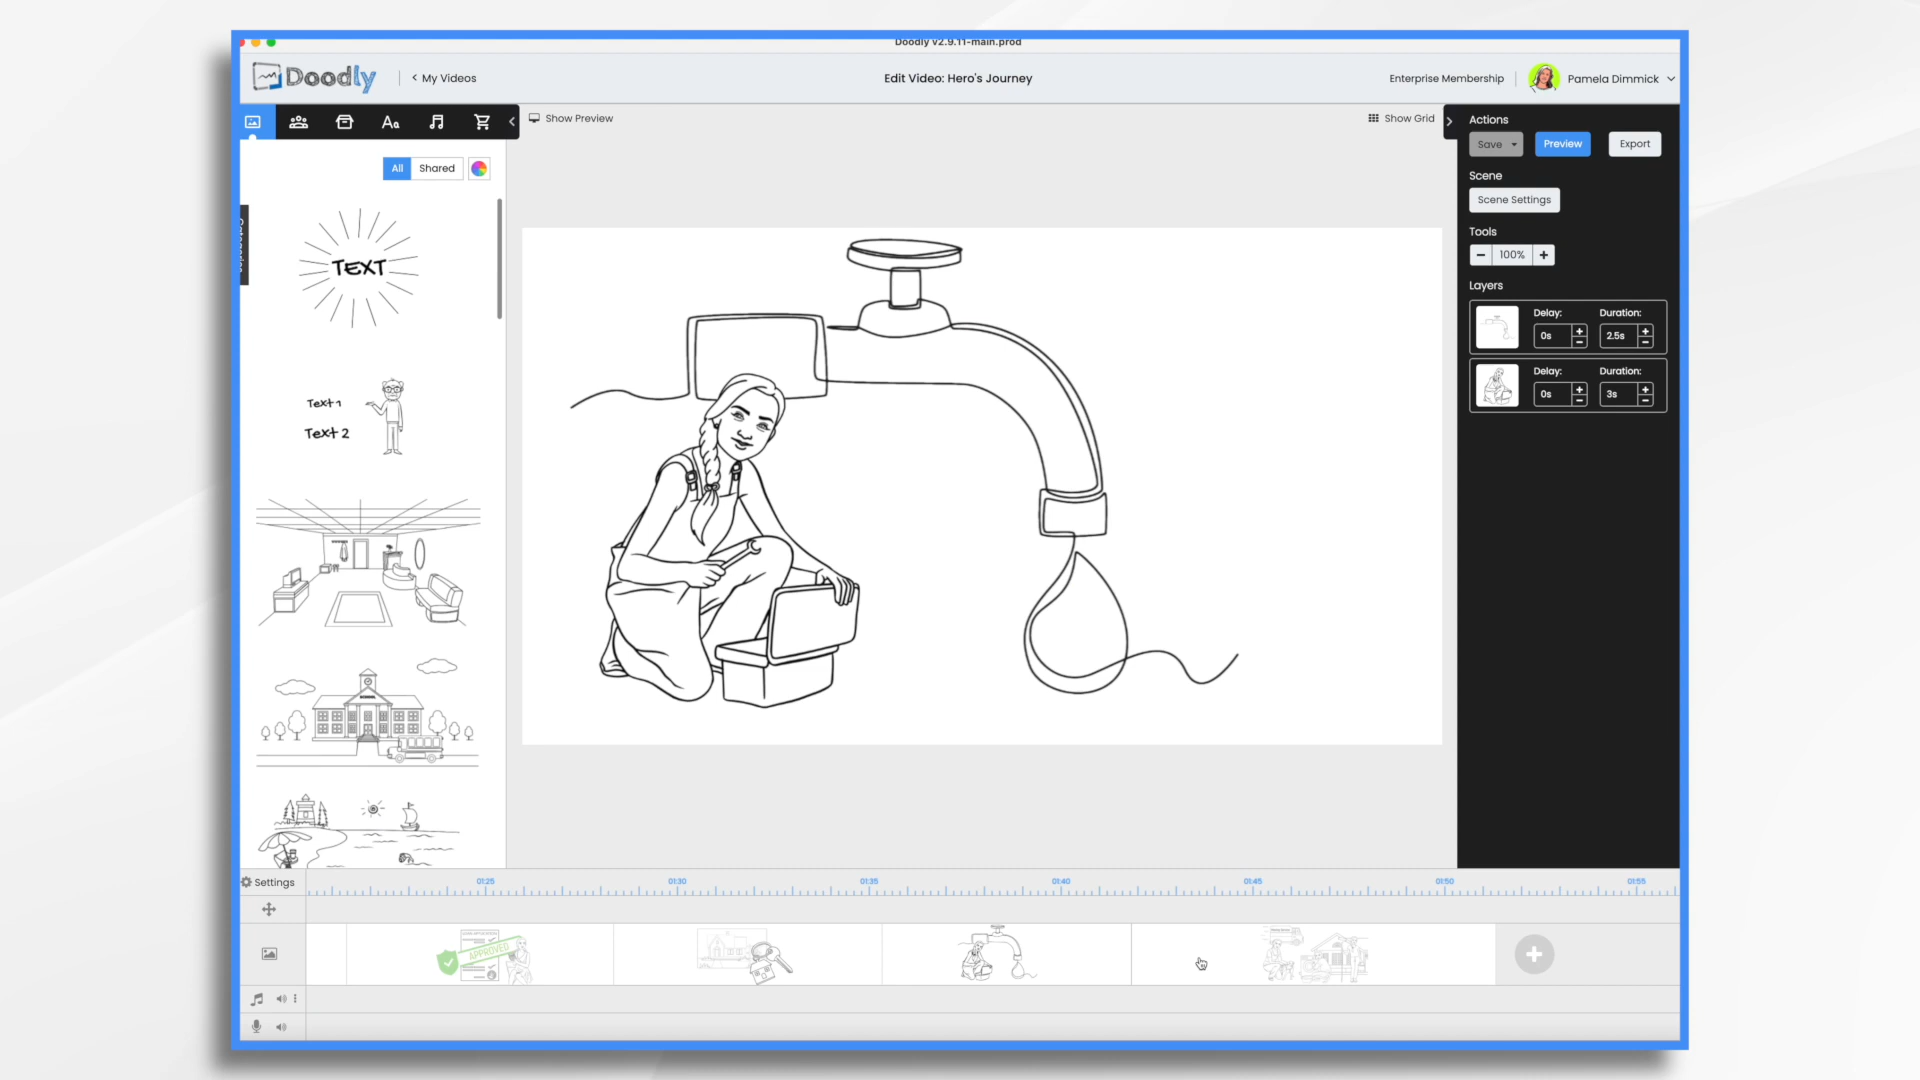 Doodly v2.9.11-main.prod
Doodly
My Videos
Edit Video: Hero's Journey
Enterprise Membership
Pamela Dimmick
Aa
Show Preview
Show Grid
All
Shared
TEXT
Text 1
Text 2
SCHOOL
Actions
Save
Preview
Export
Scene
Scene Settings
Tools
100%
Layers
Delay:
Duration:
0s
2.5s
Delay:
Duration:
0s
3s
Settings
01:25
01:30
01:35
01:40
01:45
01:50
01:55
APPROVED